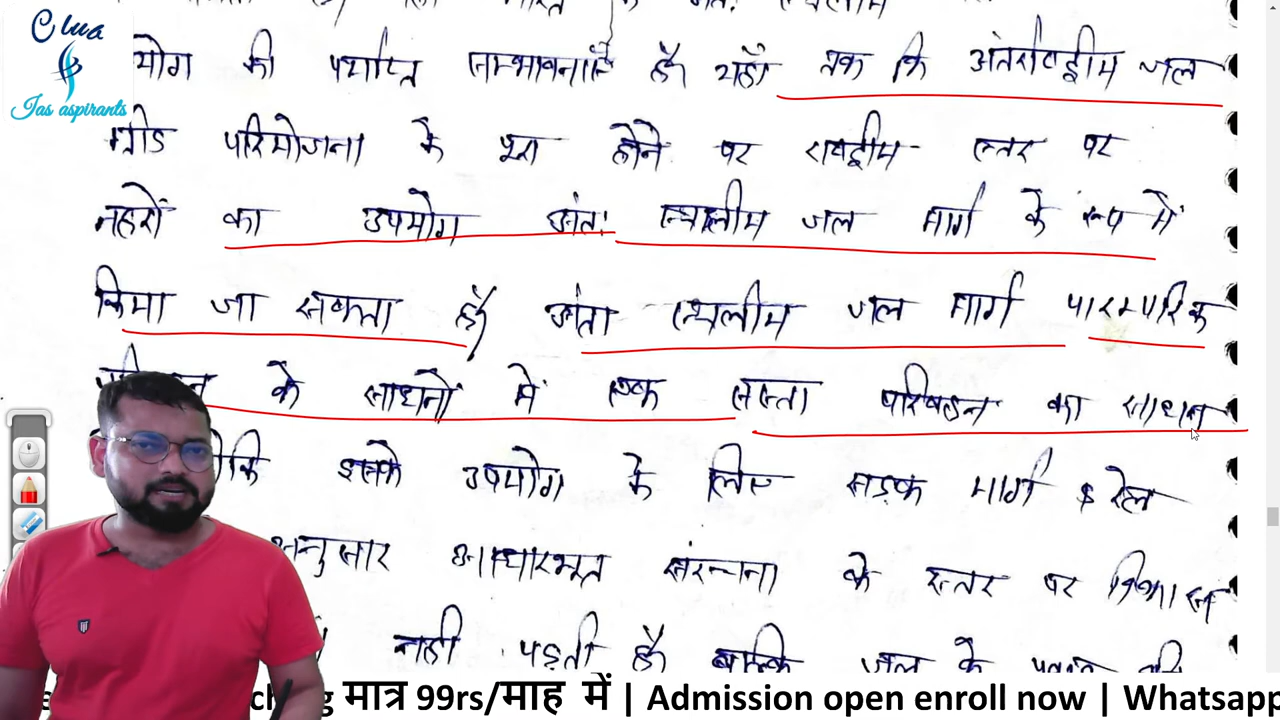 Clua
Ias aspirants
योग की पर्याप्त सम्भावनाएँ है यहाँ तक कि अंतर्राष्ट्रीय जल
ग्रीड परियोजना के पूरा होने पर राष्ट्रीय स्तर पर
नहरों का उपयोग अंतः स्थलीय जल मार्ग के रूप में
किया जा सकता है अंतः स्थलीय जल मार्ग पारम्परिक
के साधनों में एक सस्ता परिवहन का साधन
इसके उपयोग के लिए सड़क मार्ग रेल
अनुसार आधारभूत संरचना के स्तर पर
नहीं पड़ती है बल्कि जल के
मात्र 99rs/माह में | Admission open enroll now | Whatsapp